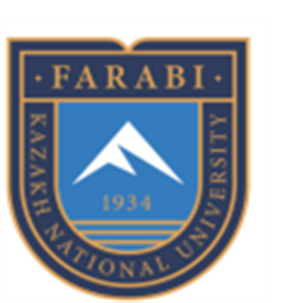 · FARABI ·
KAZAKH NATIONAL UNIVERSITY
1934